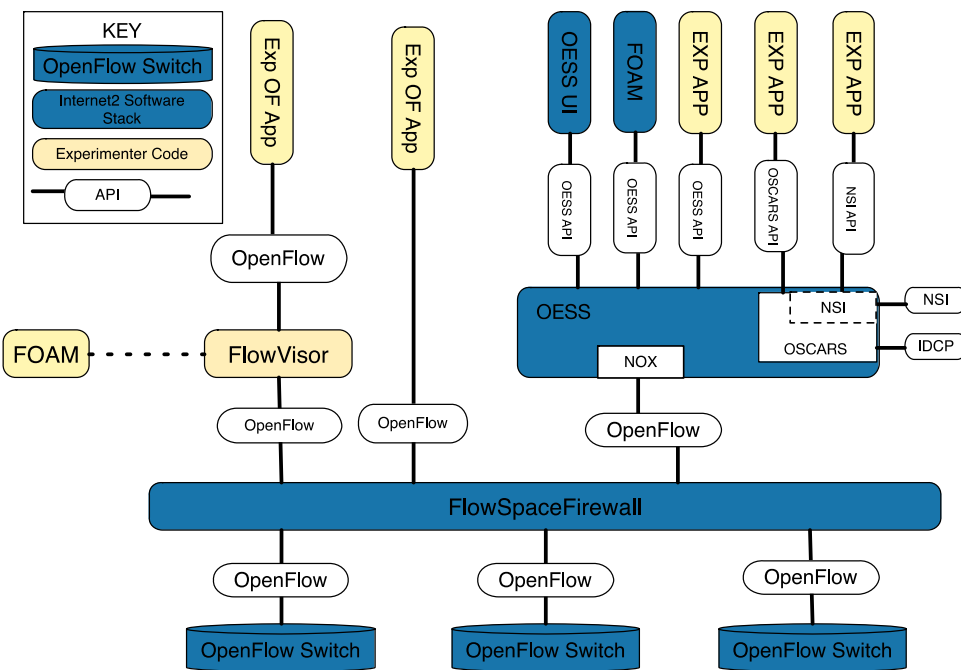 KEY
OpenFlow Switch
Internet2 Software
Stack
Experimenter Code
API
Exp OF App
Exp OF App
OESS UI
FOAM
EXP APP
EXP APP
EXP APP
OESS API
OESS API
OESS API
OSCARS API
NSI API
OpenFlow
OESS
NSI
NSI
OSCARS
IDCP
NOX
FOAM
FlowVisor
OpenFlow
OpenFlow
OpenFlow
FlowSpaceFirewall
OpenFlow
OpenFlow
OpenFlow
OpenFlow Switch
OpenFlow Switch
OpenFlow Switch